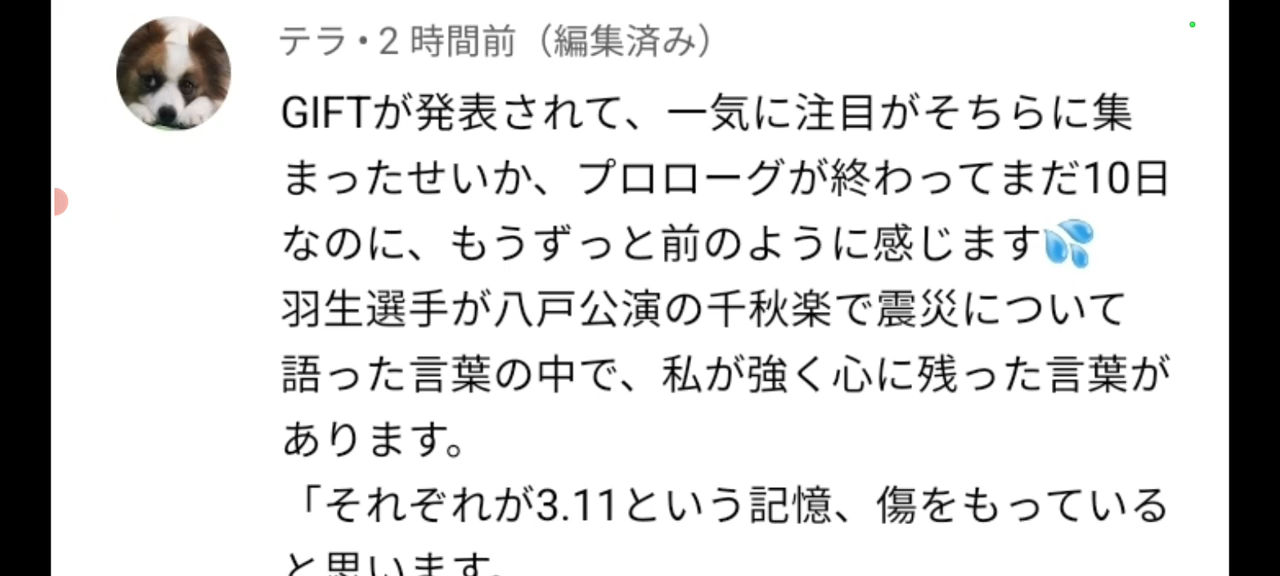 テラ • 2 時間前（編集済み）
GIFTが発表されて、一気に注目がそちらに集
まったせいか、プロローグが終わってまだ10日
なのに、もうずっと前のように感じます💦
羽生選手が八戸公演の千秋楽で震災について
語った言葉の中で、私が強く心に残った言葉が
あります。
「それぞれが3.11という記憶、傷をもっている
と思います。